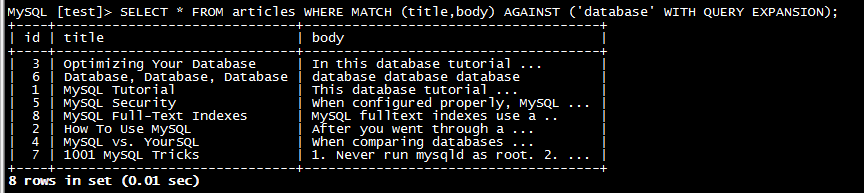 MySQL [test]> SELECT * FROM articles WHERE MATCH (title,body) AGAINST ('database' WITH QUERY EXPANSION);
+----+------------------------------+-------------------------------------+
| id | title | body |
+----+------------------------------+-------------------------------------+
| 3 | Optimizing Your Database | In this database tutorial ... |
| 6 | Database, Database, Database | database database database |
| 1 | MySQL Tutorial | This database tutorial ... |
| 5 | MySQL Security | When configured properly, MySQL ... |
| 8 | MySQL Full-Text Indexes | MySQL fulltext indexes use a .. |
| 2 | How To Use MySQL | After you went through a ... |
| 4 | MySQL vs. YourSQL | When comparing databases ... |
| 7 | 1001 MySQL Tricks | 1. Never run mysqld as root. 2. ... |
+----+------------------------------+-------------------------------------+
8 rows in set (0.01 sec)